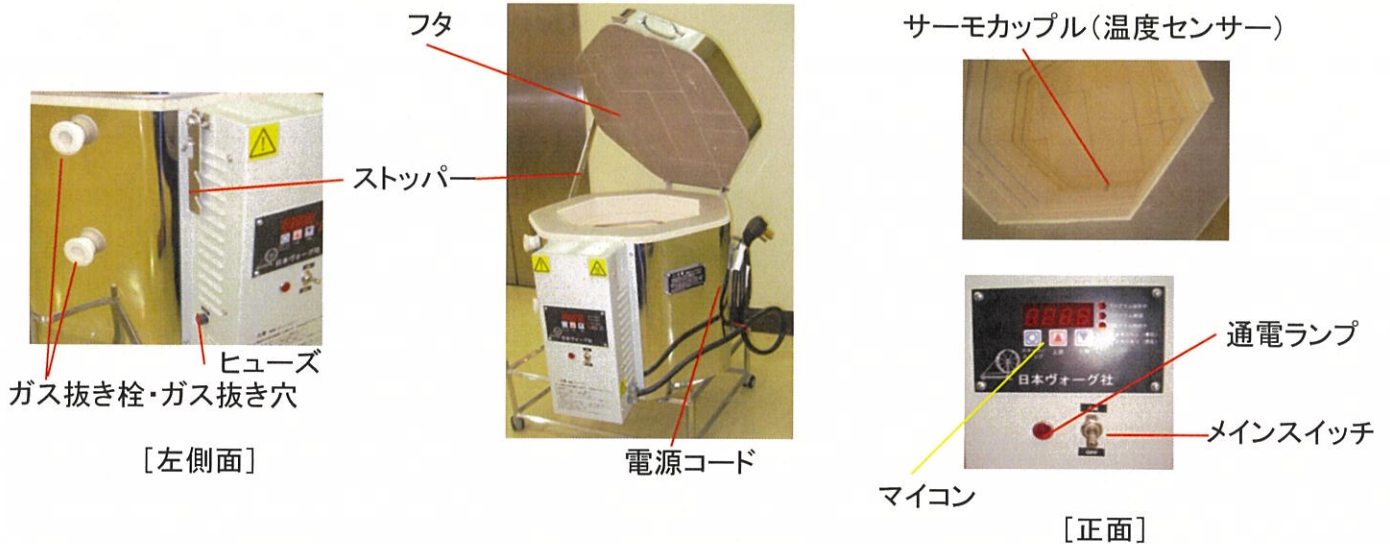 フタ
サーモカップル（温度センサー）
ストッパー
ヒューズ
ガス抜き栓・ガス抜き穴
［左側面］
電源コード
日本ヴォーグ社
通電ランプ
メインスイッチ
OFF
マイコン
［正面］